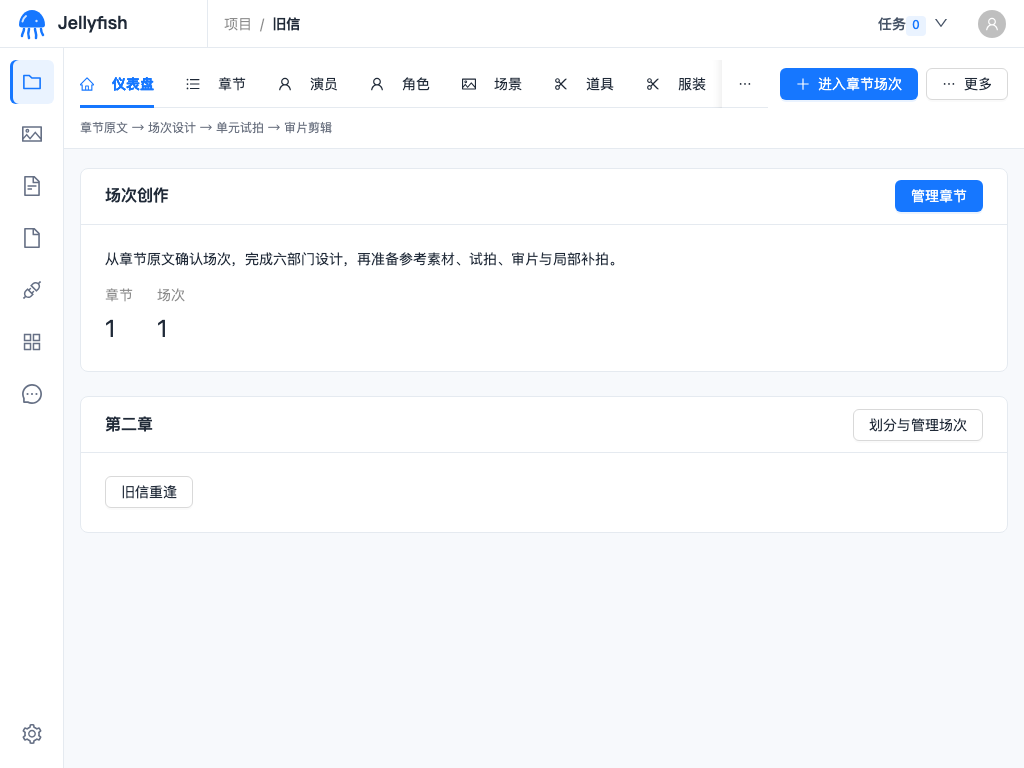 Jellyfish
项目 / 旧信
任务 0
仪表盘 章节 演员 角色 场景 道具 服装 ... + 进入章节场次 ... 更多
章节原文 → 场次设计 → 单元试拍 → 审片剪辑
场次创作
管理章节
从章节原文确认场次，完成六部门设计，再准备参考素材、试拍、审片与局部补拍。
章节 场次
1 1
第二章
划分与管理场次
旧信重逢